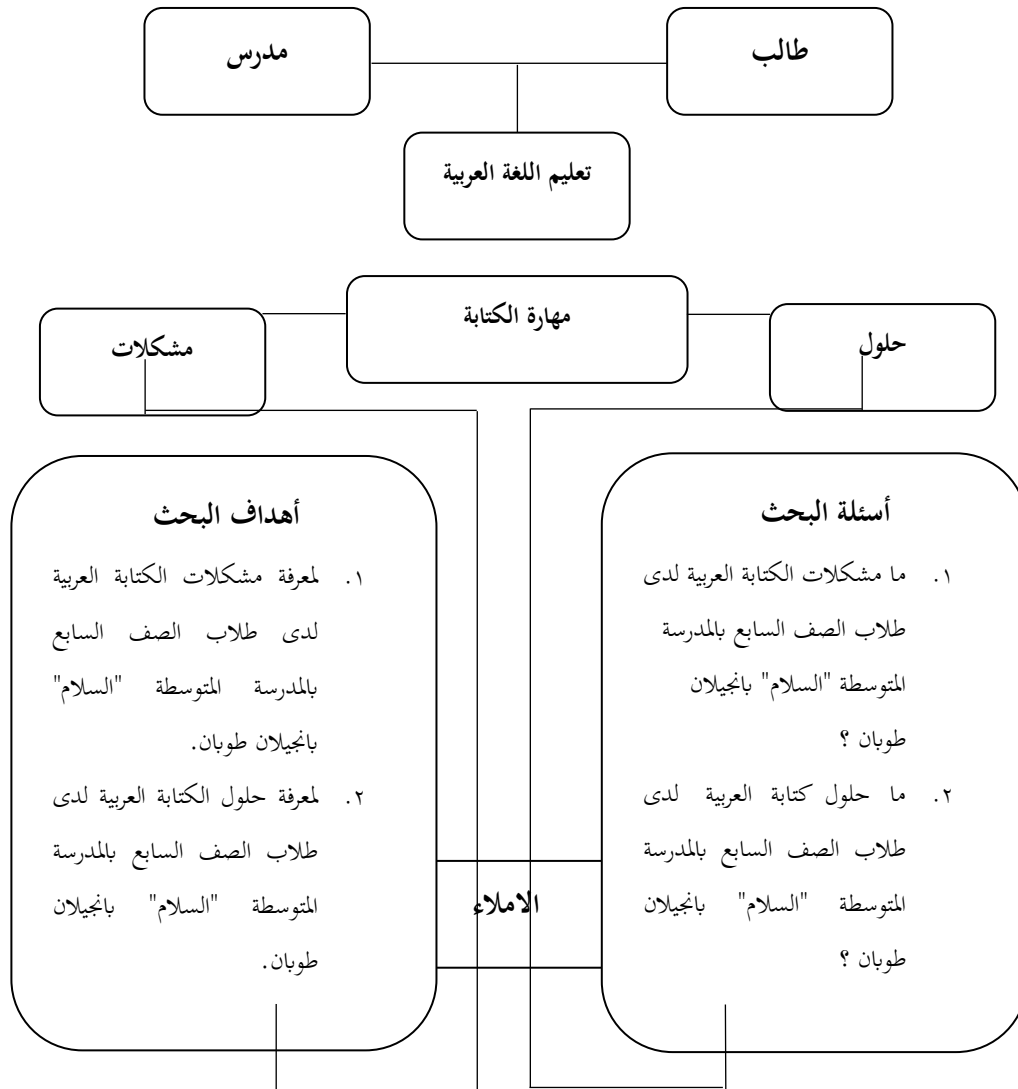 طالب
مدرس
تعليم اللغة العربية
مهارة الكتابة
حلول
مشكلات
أسئلة البحث
١. ما مشكلات الكتابة العربية لدى
طلاب الصف السابع بالمدرسة
المتوسطة "السلام" بانجيلان
طوبان ؟
٢. ما حلول كتابة العربية لدى
طلاب الصف السابع بالمدرسة
المتوسطة "السلام" بانجيلان
طوبان ؟
أهداف البحث
١. لمعرفة مشكلات الكتابة العربية
لدى طلاب الصف السابع
بالمدرسة المتوسطة "السلام"
بانجيلان طوبان.
٢. لمعرفة حلول الكتابة العربية لدى
طلاب الصف السابع بالمدرسة
المتوسطة "السلام" بانجيلان
طوبان.
الاملاء